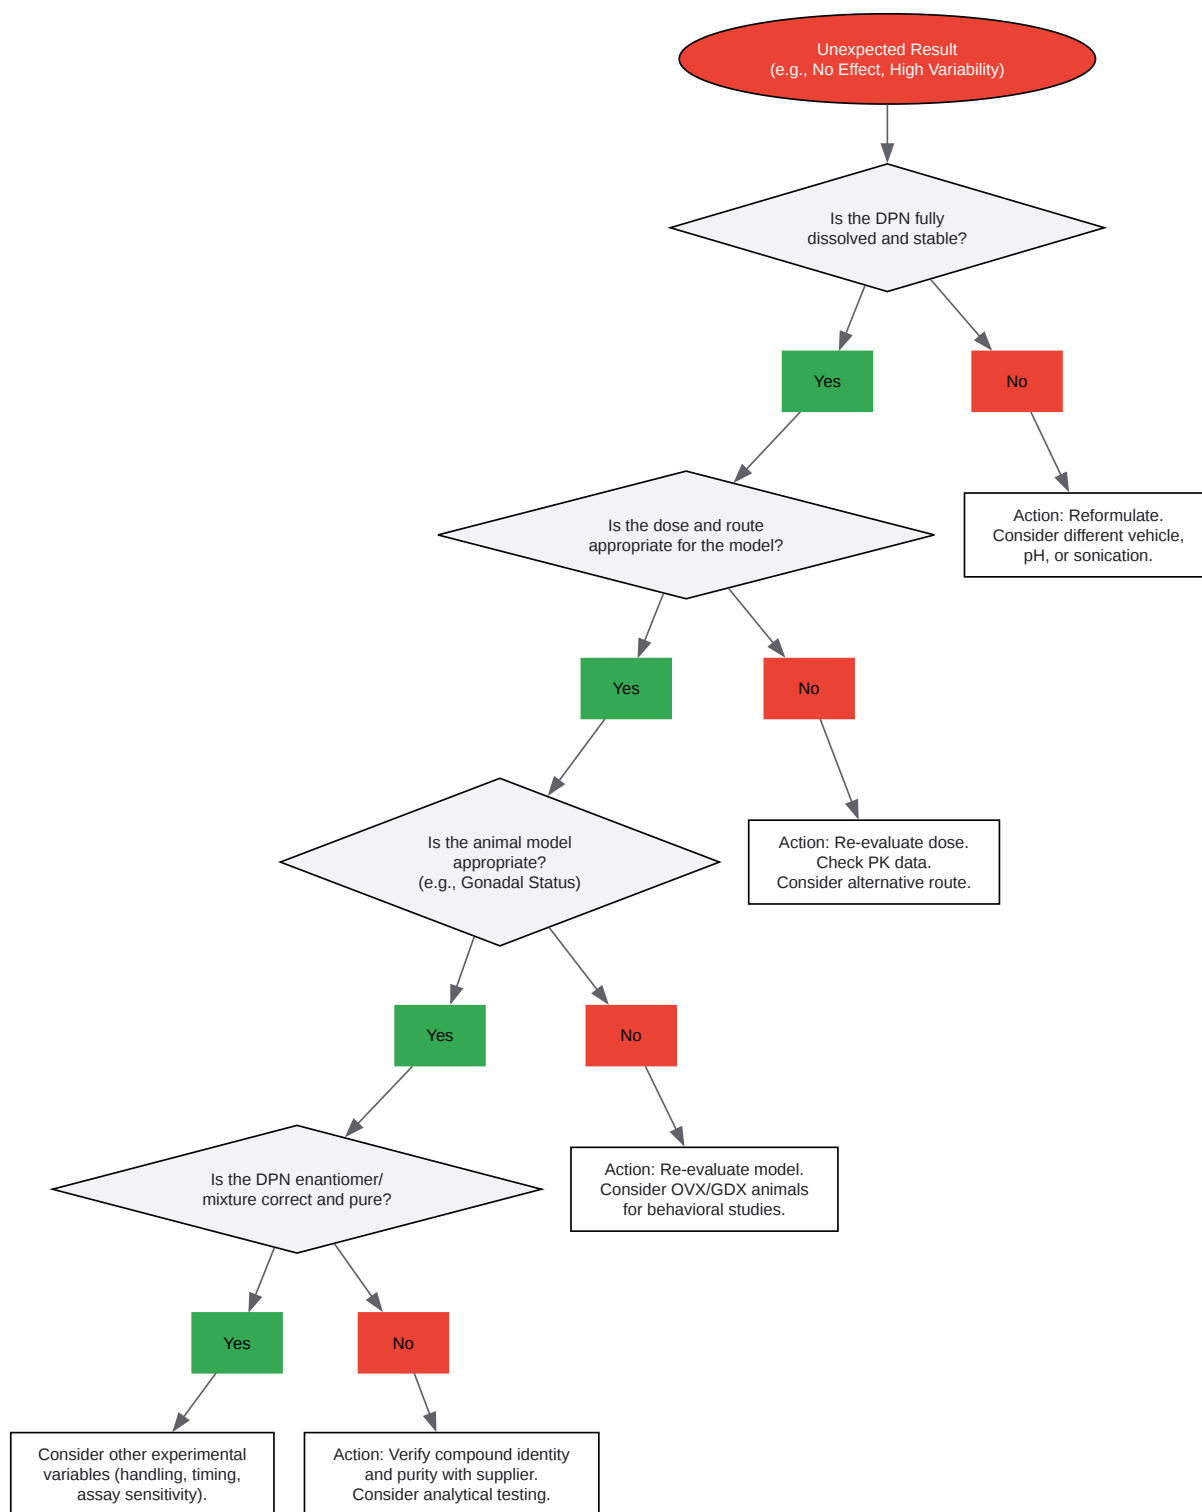 Unexpected Result
(e.g., No Effect, High Variability)
Is the DPN fully
dissolved and stable?
Yes
No
Action: Reformulate.
Consider different vehicle,
pH, or sonication.
Is the dose and route
appropriate for the model?
Yes
No
Action: Re-evaluate dose.
Check PK data.
Consider alternative route.
Is the animal model
appropriate?
(e.g., Gonadal Status)
Yes
No
Action: Re-evaluate model.
Consider OVX/GDX animals
for behavioral studies.
Is the DPN enantiomer/
mixture correct and pure?
Yes
No
Consider other experimental
variables (handling, timing,
assay sensitivity).
Action: Verify compound identity
and purity with supplier.
Consider analytical testing.